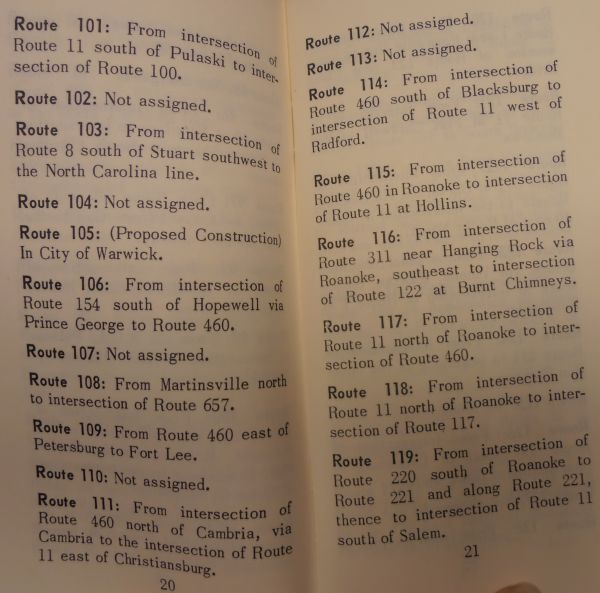 Route 101: From intersection of
Route 11 south of Pulaski to inter-
section of Route 100.
Route 102: Not assigned.
Route 103: From intersection of
Route 8 south of Stuart southwest to
the North Carolina line.
Route 104: Not assigned.
Route 105: (Proposed Construction)
In City of Warwick.
Route 106: From intersection of
Route 154 south of Hopewell via
Prince George to Route 460.
Route 107: Not assigned.
Route 108: From Martinsville north
to intersection of Route 657.
Route 109: From Route 460 east of
Petersburg to Fort Lee.
Route 110: Not assigned.
Route 111: From intersection of
Route 460 north of Cambria, via
Cambria to the intersection of Route
11 east of Christiansburg.
20
Route 112: Not assigned.
Route 113: Not assigned.
Route 114: From intersection of
Route 460 south of Blacksburg to
intersection of Route 11 west of
Radford.
Route 115: From intersection of
Route 460 in Roanoke to intersection
of Route 11 at Hollins.
Route 116: From intersection of
Route 311 near Hanging Rock via
Roanoke, southeast to intersection
of Route 122 at Burnt Chimneys.
Route 117: From intersection of
Route 11 north of Roanoke to inter-
section of Route 460.
Route 118: From intersection of
Route 11 north of Roanoke to inter-
section of Route 117.
Route 119: From intersection of
Route 220 south of Roanoke to
Route 221 and along Route 221,
thence to intersection of Route 11
south of Salem.
21